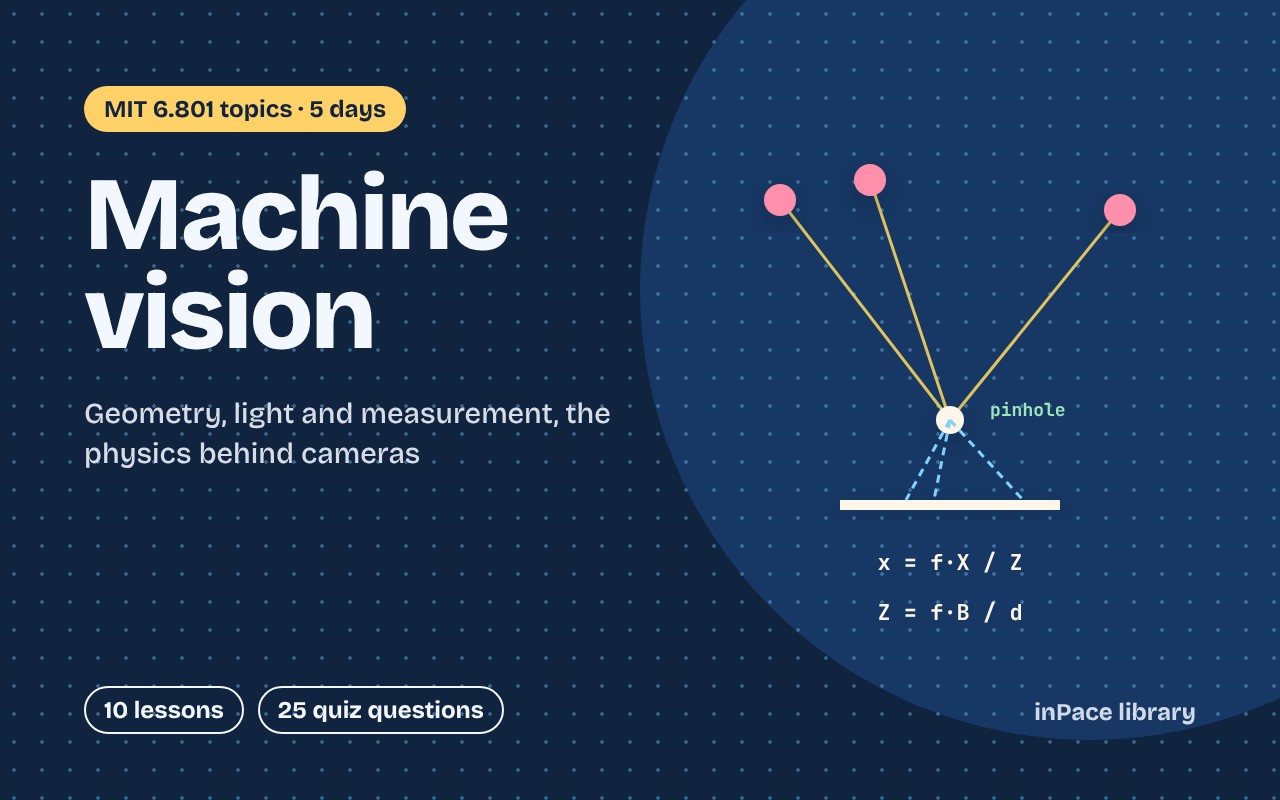 MIT 6.801 topics · 5 days
Machine
vision
Geometry, light and measurement, the
physics behind cameras
pinhole
x = f·X / Z
Z = f·B / d
10 lessons
25 quiz questions
inPace library